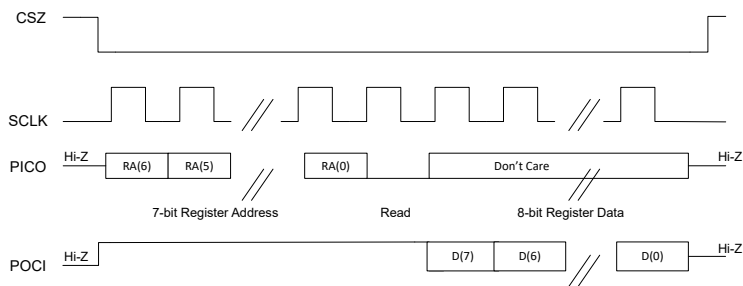 CSZ
SCLK
Hi-Z RA(6) RA(5) RA(0) Don't Care Hi-Z
PICO
7-bit Register Address Read 8-bit Register Data
Hi-Z D(7) D(6) D(0) Hi-Z
POCI